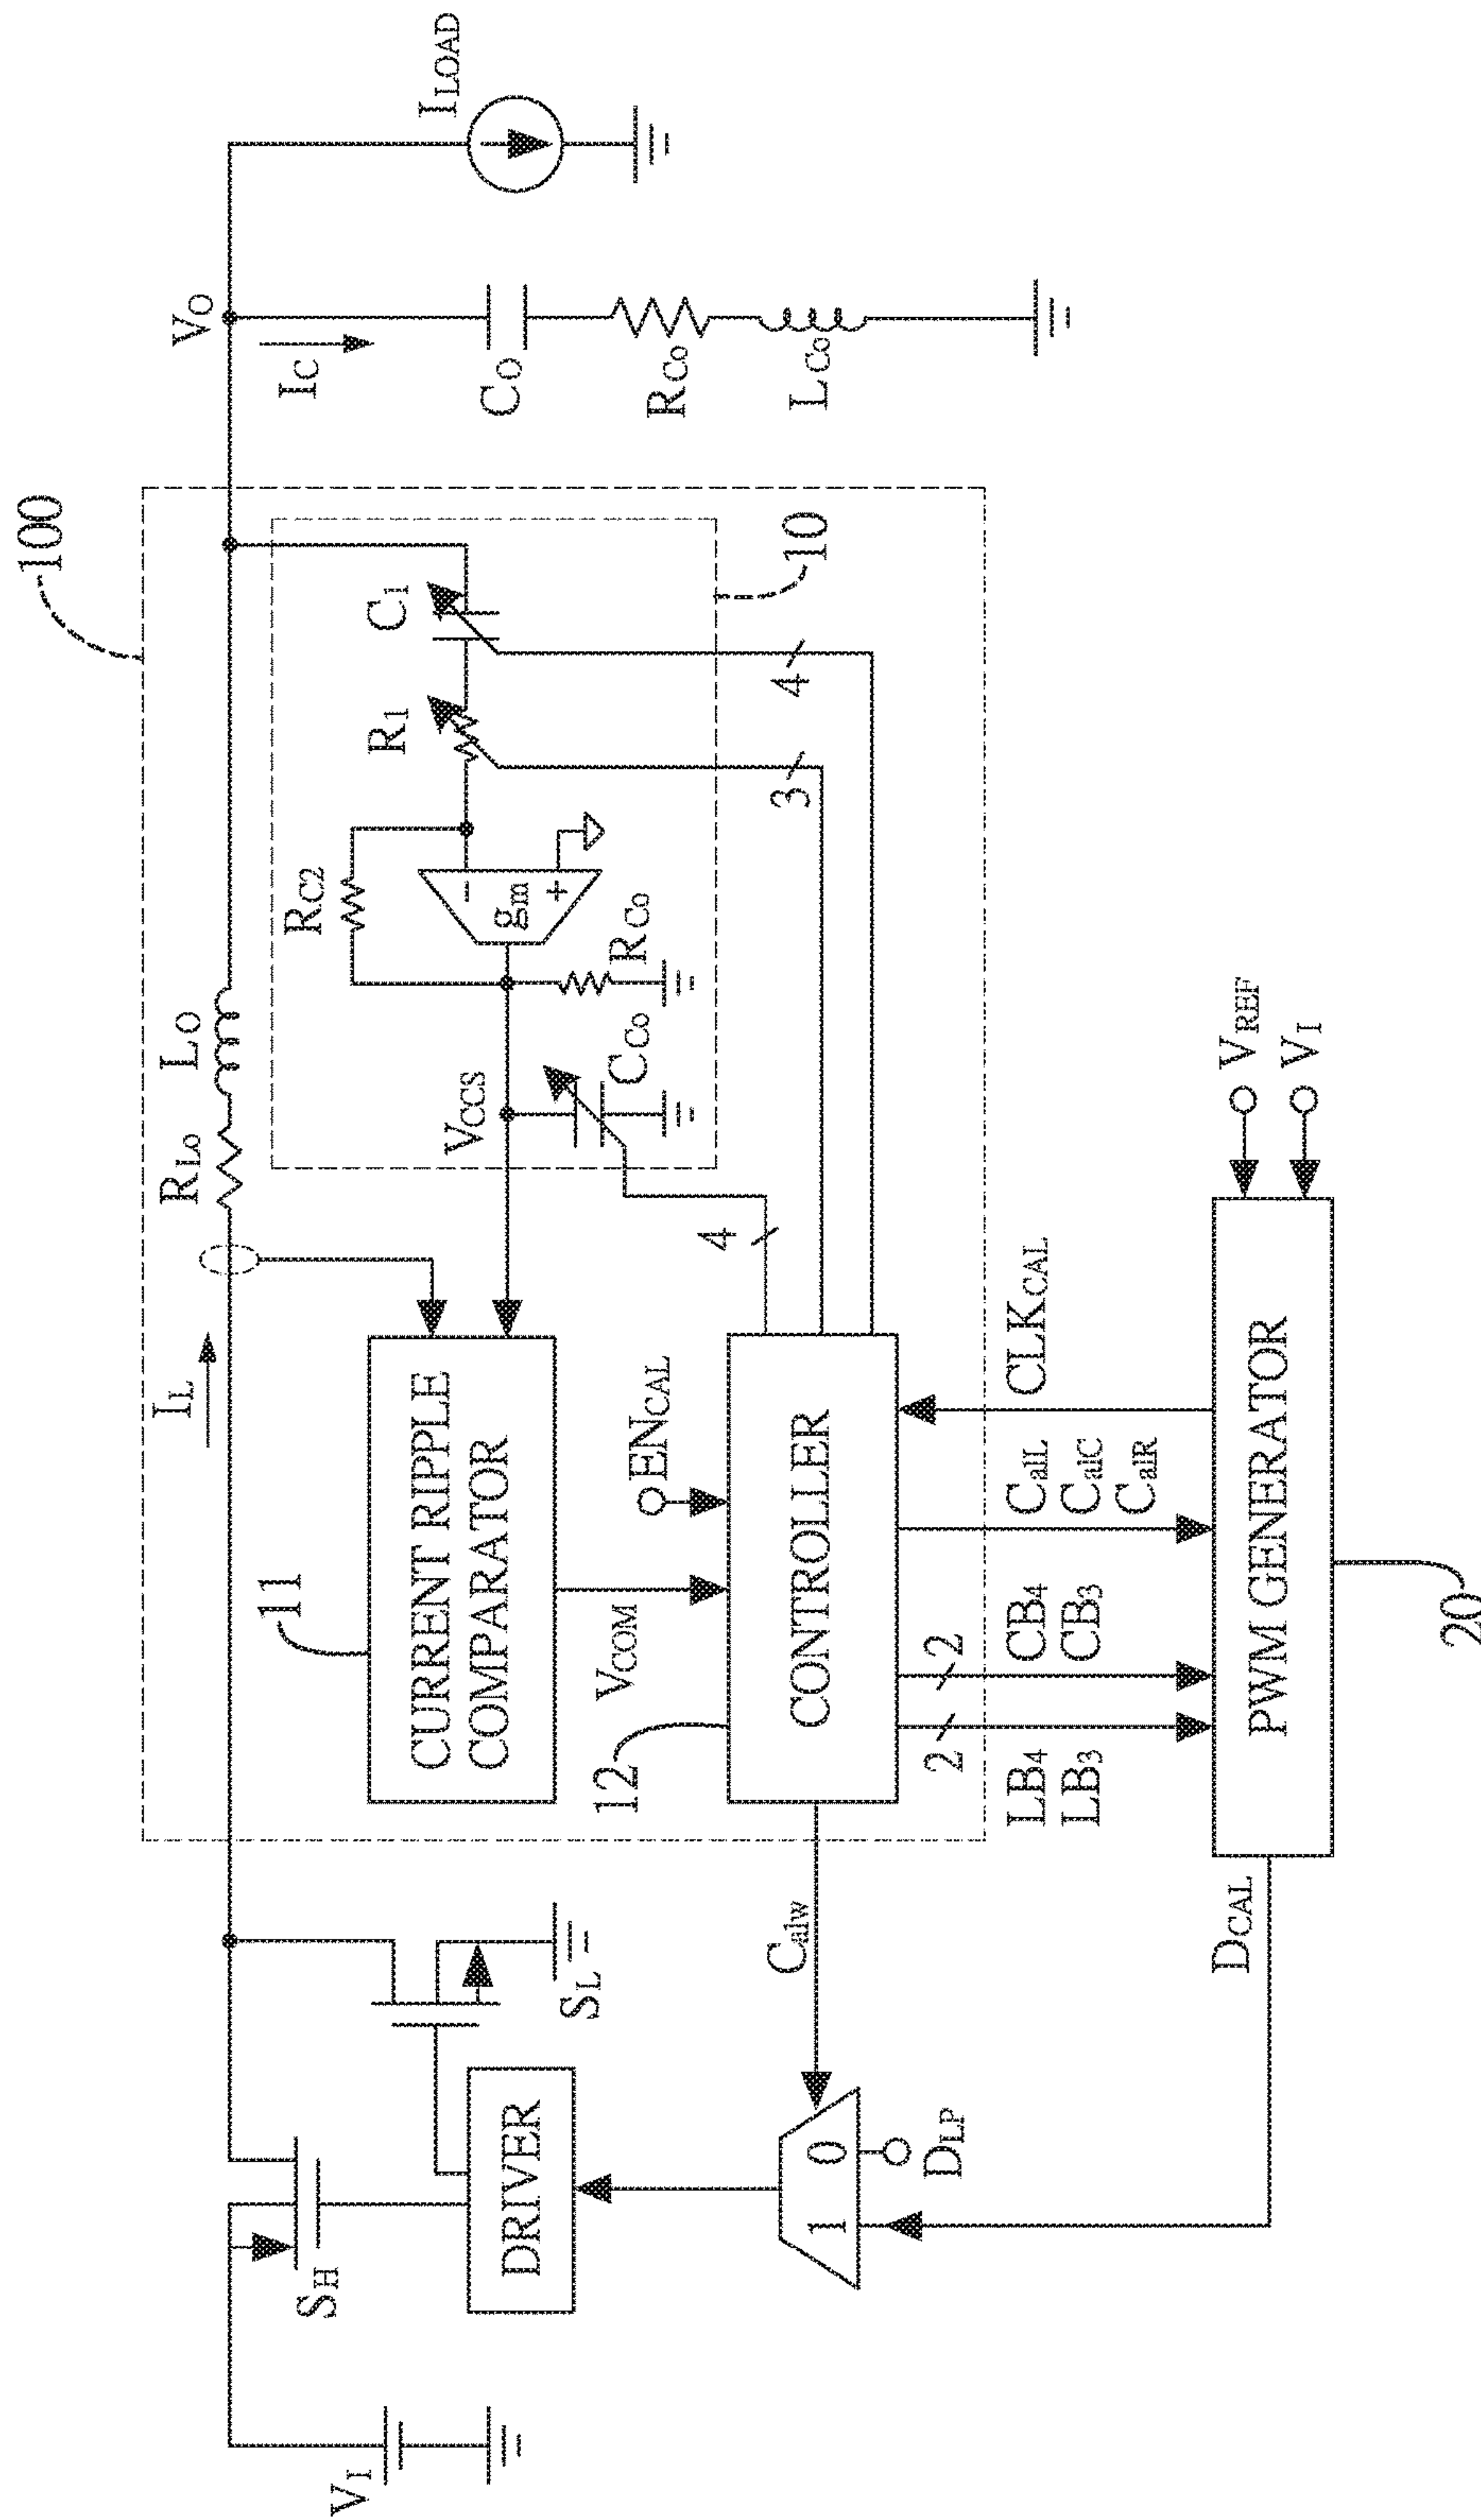 100
V_I
S_H
S_L
I_L
R_Lo
L_O
V_O
I_C
I_LOAD
C_O
R_Co
L_Co
11
CURRENT RIPPLE
COMPARATOR
V_CCS
R_C2
R_1
C_1
g_m
−
+
R_Co
C_Co
10
DRIVER
V_COM
EN_CAL
4
3
4
12
CONTROLLER
C_alw
1 0
D_LP
2
2
LB_4
LB_3
CB_4
CB_3
C_alL
C_alC
C_alR
CLK_CAL
D_CAL
PWM GENERATOR
V_REF
V_I
20